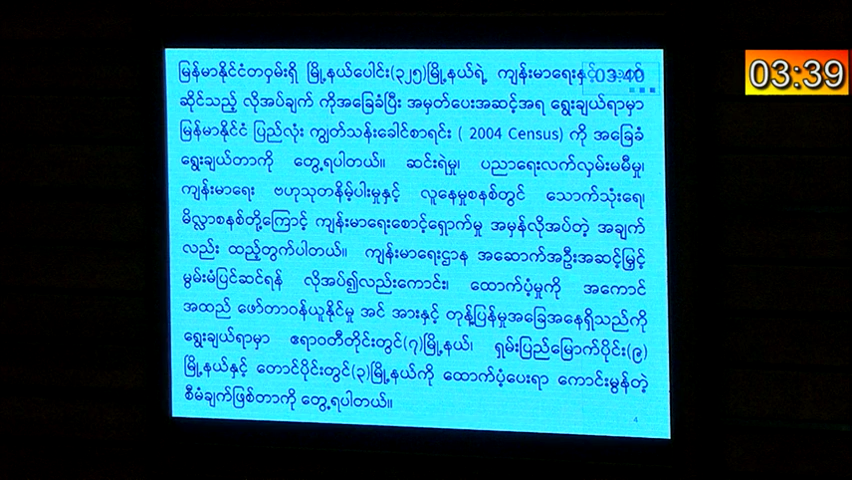 မြန်မာနိုင်ငံတဝှမ်းရှိ မြို့နယ်ပေါင်း(၃၂၅)မြို့နယ်ရဲ့ ကျန်းမာရေးနှင့် 03:40
03:39
ဆိုင်သည့် လိုအပ်ချက် ကိုအခြေခံပြီး အမှတ်ပေးအဆင့်အရ ရွေးချယ်ရာမှာ
မြန်မာနိုင်ငံ ပြည်လုံး ကျွတ်သန်းခေါင်စာရင်း ( 2004 Census) ကို အခြေခံ
ရွေးချယ်တာကို တွေ့ရပါတယ်။ ဆင်းရဲမှု၊ ပညာရေးလက်လှမ်းမမီမှု၊
ကျန်းမာရေး ဗဟုသုတနိမ့်ပါးမှုနှင့် လူနေမှုစနစ်တွင် သောက်သုံးရေ၊
မိလ္လာစနစ်တို့ကြောင့် ကျန်းမာရေးစောင့်ရှောက်မှု အမှန်လိုအပ်တဲ့ အချက်
လည်း ထည့်တွက်ပါတယ်။ ကျန်းမာရေးဌာန အဆောက်အဦးအဆင့်မြှင့်
မွမ်းမံပြင်ဆင်ရန် လိုအပ်၍လည်းကောင်း၊ ထောက်ပံ့မှုကို အကောင်
အထည် ဖော်တာဝန်ယူနိုင်မှု အင် အားနှင့် တုန့်ပြန်မှုအခြေအနေရှိသည်ကို
ရွေးချယ်ရာမှာ ဧရာဝတီတိုင်းတွင်(၇)မြို့နယ်၊ ရှမ်းပြည်မြောက်ပိုင်း(၉)
မြို့နယ်နှင့် တောင်ပိုင်းတွင်(၃)မြို့နယ်ကို ထောက်ပံ့ပေးရာ ကောင်းမွန်တဲ့
စီမံချက်ဖြစ်တာကို တွေ့ရပါတယ်။
4